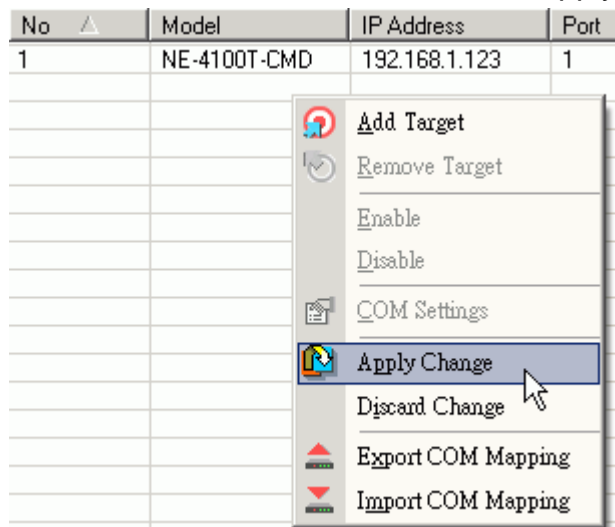 No Model IP Address Port
1 NE-4100T-CMD 192.168.1.123 1
Add Target
Remove Target
Enable
Disable
COM Settings
Apply Change
Discard Change
Export COM Mapping
Import COM Mapping